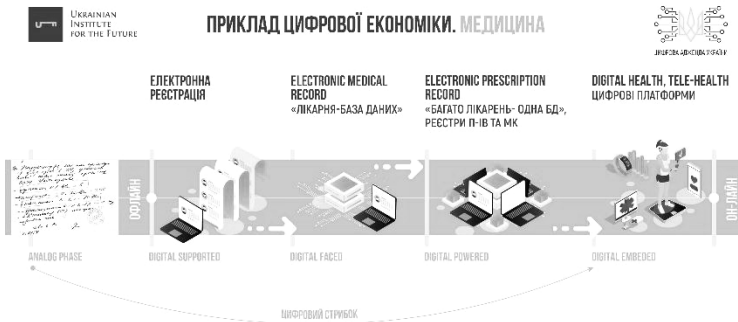 UKRAINIAN
INSTITUTE
FOR THE FUTURE
ПРИКЛАД ЦИФРОВОЇ ЕКОНОМІКИ. МЕДИЦИНА
ЦИФРОВА АДЖЕНДА УКРАЇНИ
ЕЛЕКТРОННА
РЕЄСТРАЦІЯ
ELECTRONIC MEDICAL
RECORD
«ЛІКАРНЯ-БАЗА ДАНИХ»
ELECTRONIC PRESCRIPTION
RECORD
«БАГАТО ЛІКАРЕНЬ- ОДНА БД»,
РЕЄСТРИ П-ІВ ТА МК
DIGITAL HEALTH, TELE-HEALTH
ЦИФРОВІ ПЛАТФОРМИ
ОФЛАЙН
ОН-ЛАЙН
ANALOG PHASE
DIGITAL SUPPORTED
DIGITAL FACED
DIGITAL POWERED
DIGITAL EMBEDED
ЦИФРОВИЙ СТРИБОК